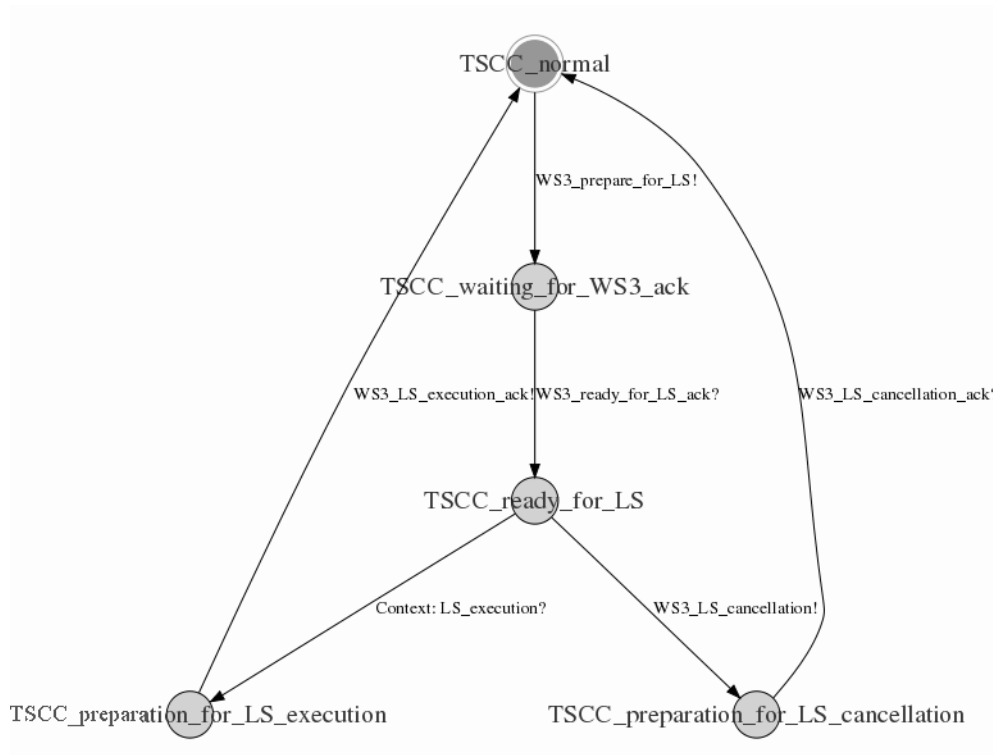 TSCC_normal
WS3_prepare_for_LS!
TSCC_waiting_for_WS3_ack
WS3_LS_execution_ack!
WS3_ready_for_LS_ack?
WS3_LS_cancellation_ack?
TSCC_ready_for_LS
Context: LS_execution?
WS3_LS_cancellation!
TSCC_preparation_for_LS_execution
TSCC_preparation_for_LS_cancellation